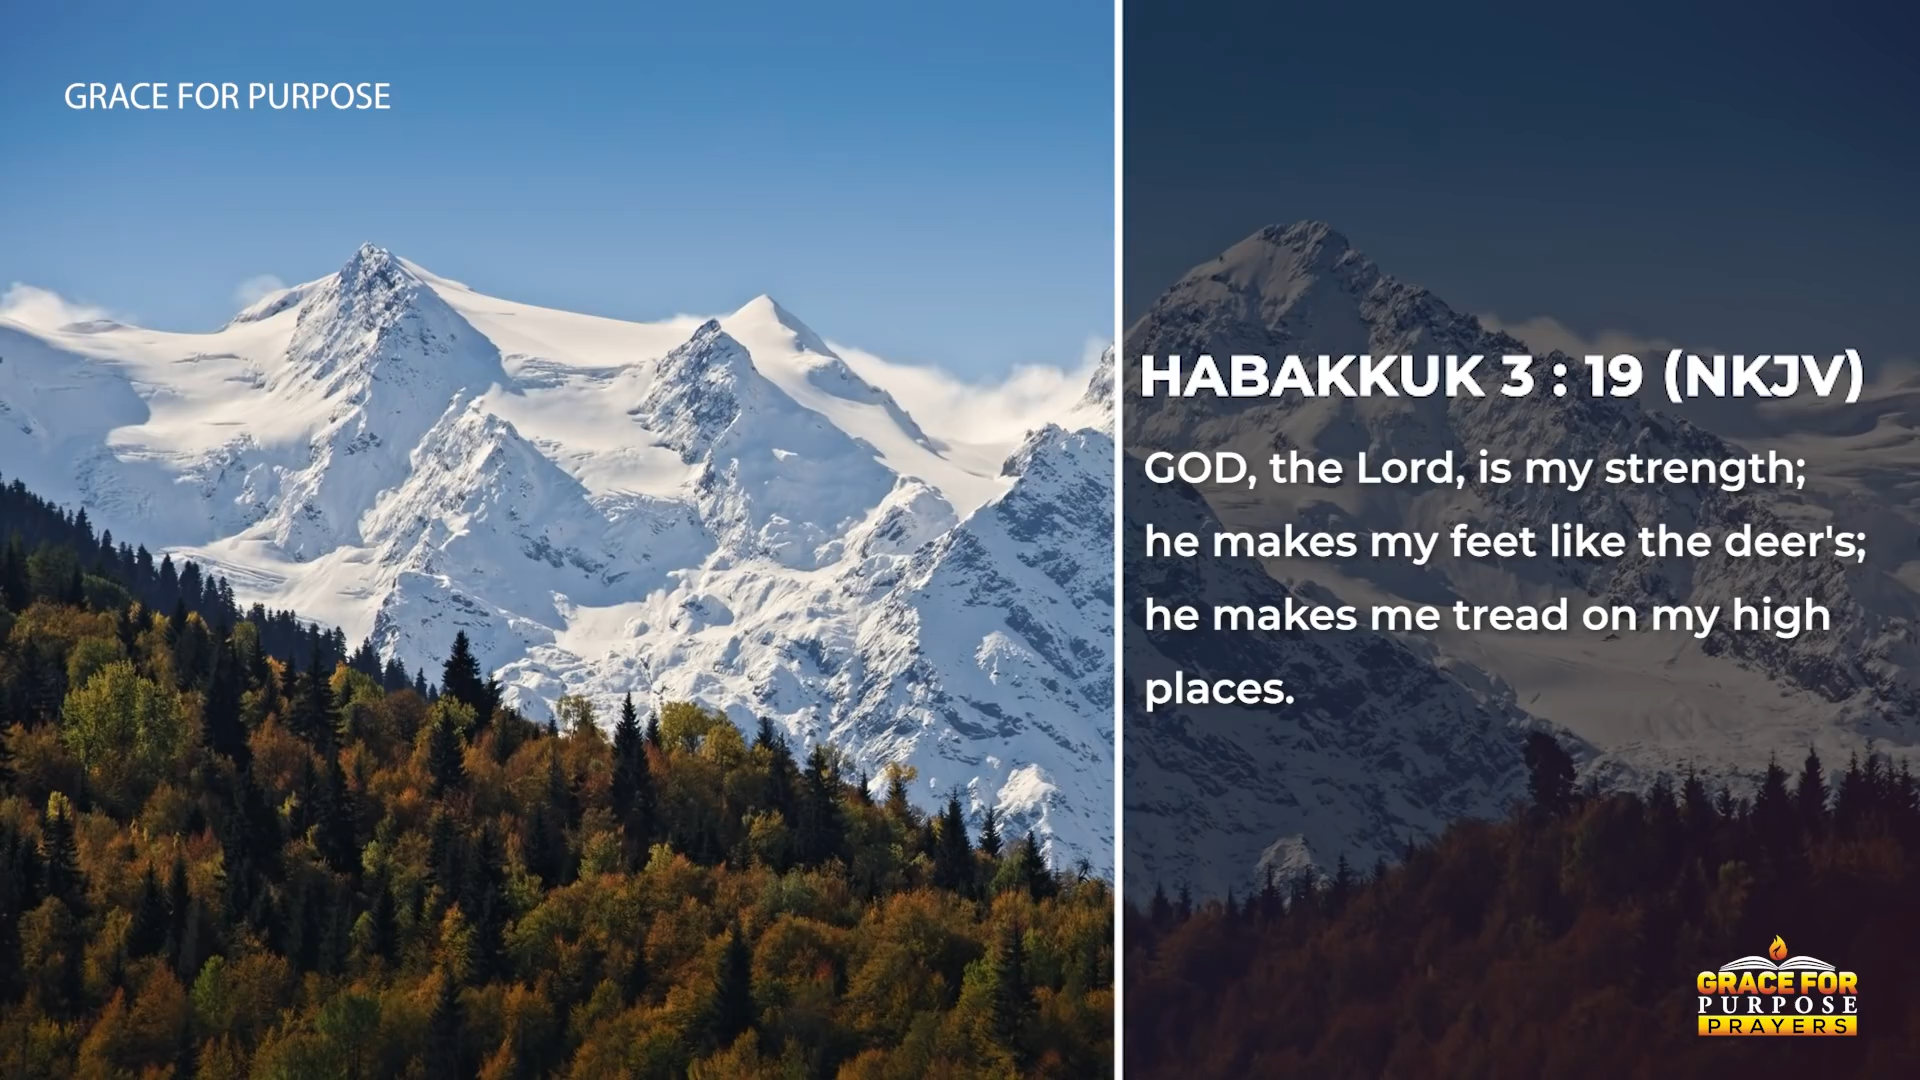 GRACE FOR PURPOSE
HABAKKUK 3 : 19 (NKJV)
GOD, the Lord, is my strength;
he makes my feet like the deer's;
he makes me tread on my high
places.
GRACE FOR
PURPOSE
PRAYERS